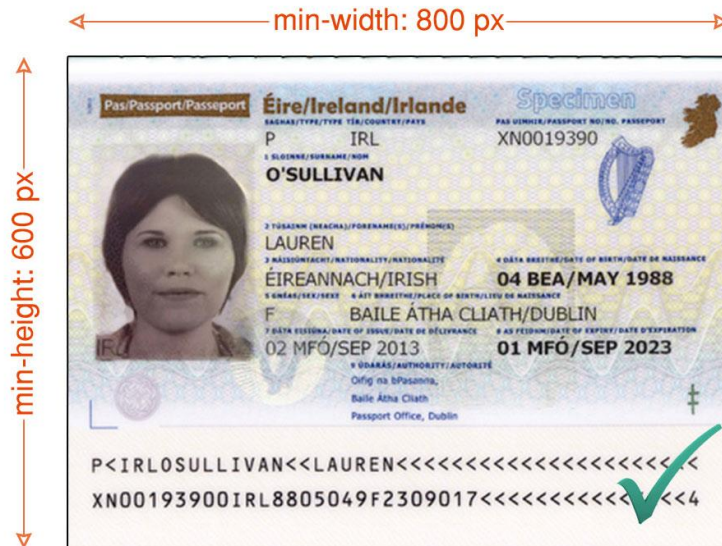 min-width: 800 px
min-height: 600 px
Pas/Passport/Passeport
Éire/Ireland/Irlande
Specimen
SAGHAS/TYPE/TYPE TÍR/COUNTRY/PAYS
PAS UIMHIR/PASSPORT NO/NO. PASSEPORT
P IRL XN0019390
1 SLOINNE/SURNAME/NOM
O'SULLIVAN
2 TÚSAINM (NEACHA)/FORENAME(S)/PRÉNOM(S)
LAUREN
3 NÁISIÚNTACHT/NATIONALITY/NATIONALITÉ 4 DÁTA BREITHE/DATE OF BIRTH/DATE DE NAISSANCE
ÉIREANNACH/IRISH 04 BEA/MAY 1988
5 GNÉAS/SEX/SEXE 6 ÁIT BHREITHE/PLACE OF BIRTH/LIEU DE NAISSANCE
F BAILE ÁTHA CLIATH/DUBLIN
7 DÁTA EISIÚNA/DATE OF ISSUE/DATE DE DÉLIVRANCE 8 AS FEIDHM/DATE OF EXPIRY/DATE D'EXPIRATION
02 MFÓ/SEP 2013 01 MFÓ/SEP 2023
9 ÚDARÁS/AUTHORITY/AUTORITÉ
Oifig na bPasanna,
Baile Átha Cliath
Passport Office, Dublin
P<IRLOSULLIVAN<<LAUREN<<<<<<<<<<<<<<<<<<<<<<
XN00193900IRL8805049F2309017<<<<<<<<<<<<<<<4